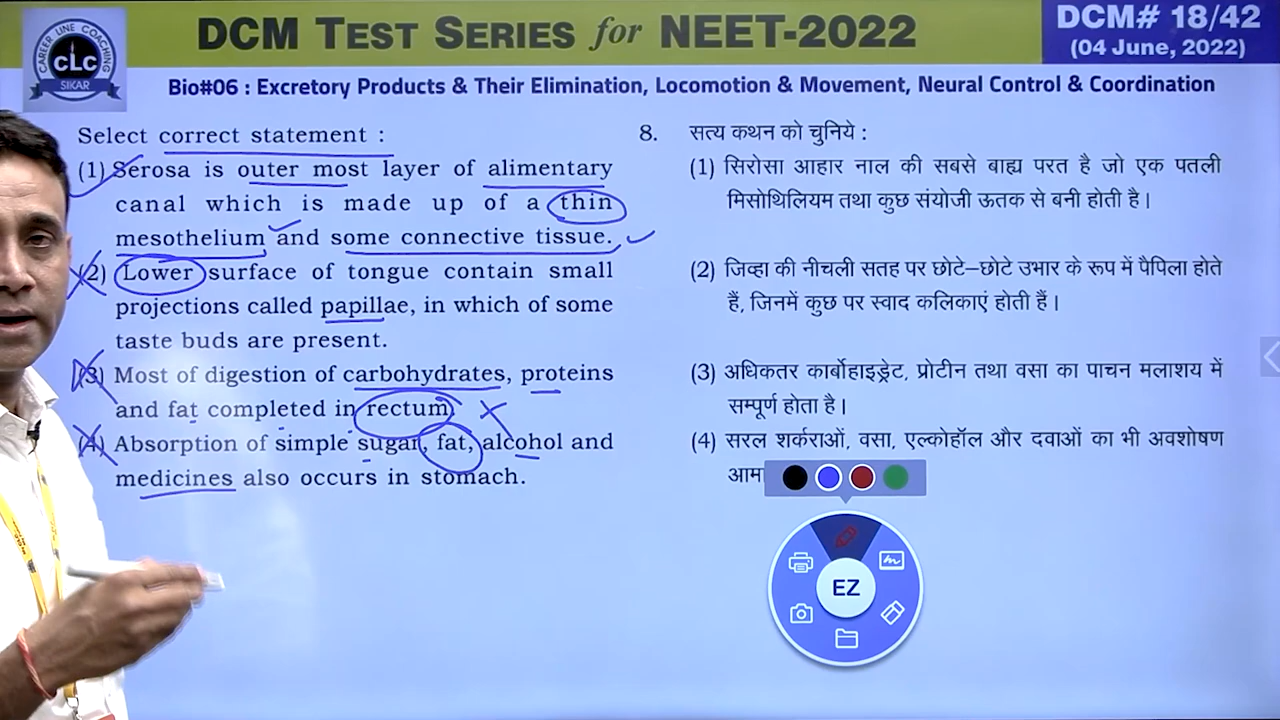 CAREER LINE COACHING
CLC
SIKAR
DCM TEST SERIES for NEET-2022
DCM# 18/42
(04 June, 2022)
Bio#06 : Excretory Products & Their Elimination, Locomotion & Movement, Neural Control & Coordination
Select correct statement :
(1) Serosa is outer most layer of alimentary
canal which is made up of a thin
mesothelium and some connective tissue.
(2) Lower surface of tongue contain small
projections called papillae, in which of some
taste buds are present.
(3) Most of digestion of carbohydrates, proteins
and fat completed in rectum.
(4) Absorption of simple sugar, fat, alcohol and
medicines also occurs in stomach.
8. सत्य कथन को चुनिये :
(1) सिरोसा आहार नाल की सबसे बाह्य परत है जो एक पतली
मिसोथिलियम तथा कुछ संयोजी ऊतक से बनी होती है।
(2) जिव्हा की नीचली सतह पर छोटे–छोटे उभार के रूप में पैपिला होते
हैं, जिनमें कुछ पर स्वाद कलिकाएं होती हैं।
(3) अधिकतर कार्बोहाइड्रेट, प्रोटीन तथा वसा का पाचन मलाशय में
सम्पूर्ण होता है।
(4) सरल शर्कराओं, वसा, एल्कोहॉल और दवाओं का भी अवशोषण
EZ